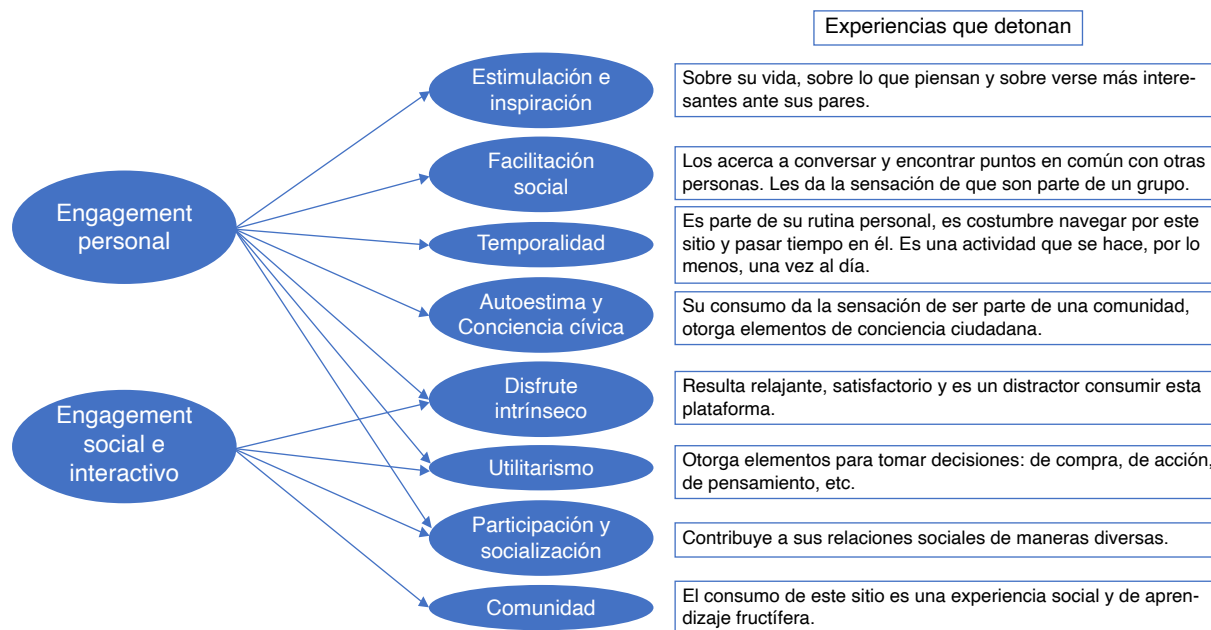 Experiencias que detonan
Estimulación e
inspiración
Sobre su vida, sobre lo que piensan y sobre verse más intere-
santes ante sus pares.
Facilitación
social
Los acerca a conversar y encontrar puntos en común con otras
personas. Les da la sensación de que son parte de un grupo.
Engagement
personal
Temporalidad
Es parte de su rutina personal, es costumbre navegar por este
sitio y pasar tiempo en él. Es una actividad que se hace, por lo
menos, una vez al día.
Autoestima y
Conciencia cívica
Su consumo da la sensación de ser parte de una comunidad,
otorga elementos de conciencia ciudadana.
Disfrute
intrínseco
Resulta relajante, satisfactorio y es un distractor consumir esta
plataforma.
Engagement
social e
interactivo
Utilitarismo
Otorga elementos para tomar decisiones: de compra, de acción,
de pensamiento, etc.
Participación y
socialización
Contribuye a sus relaciones sociales de maneras diversas.
Comunidad
El consumo de este sitio es una experiencia social y de apren-
dizaje fructífera.